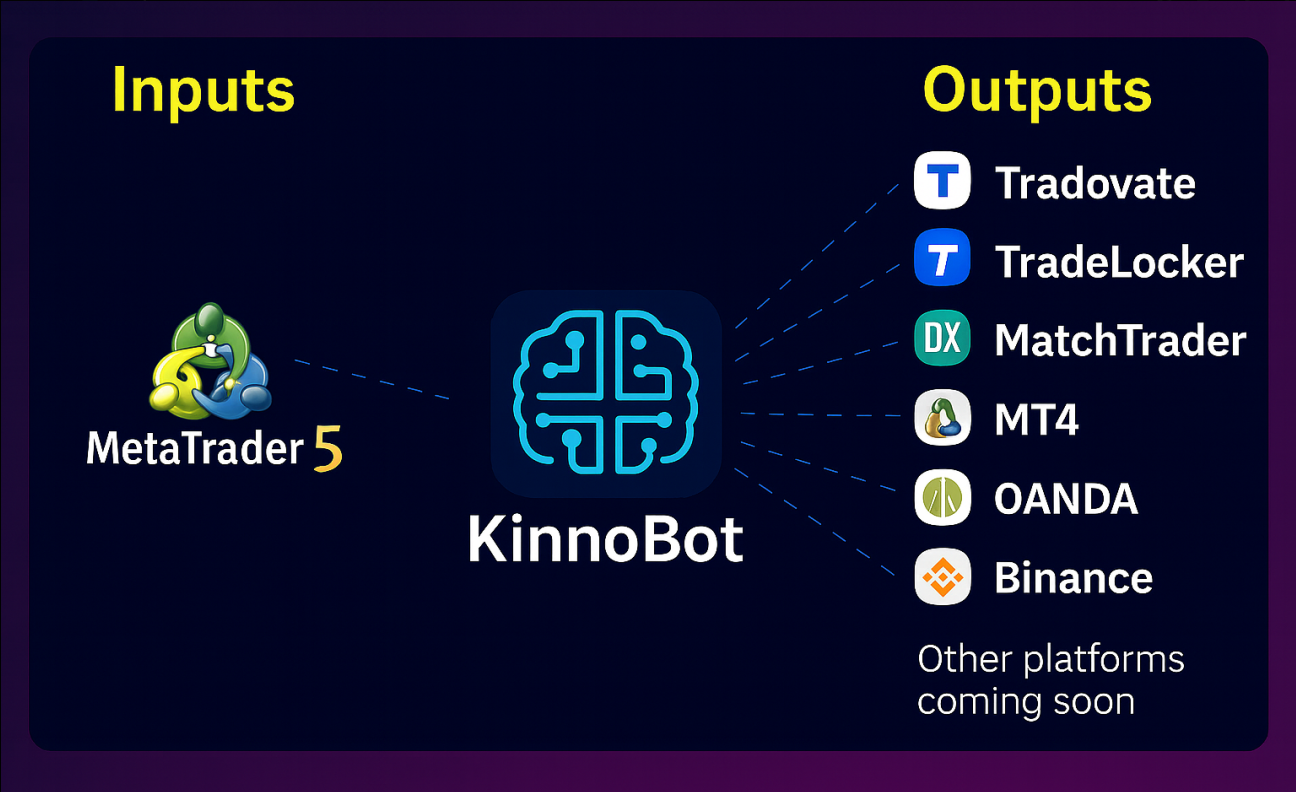 Inputs
Outputs
MetaTrader 5
KinnoBot
T Tradovate
T TradeLocker
DX MatchTrader
MT4
OANDA
Binance
Other platforms
coming soon